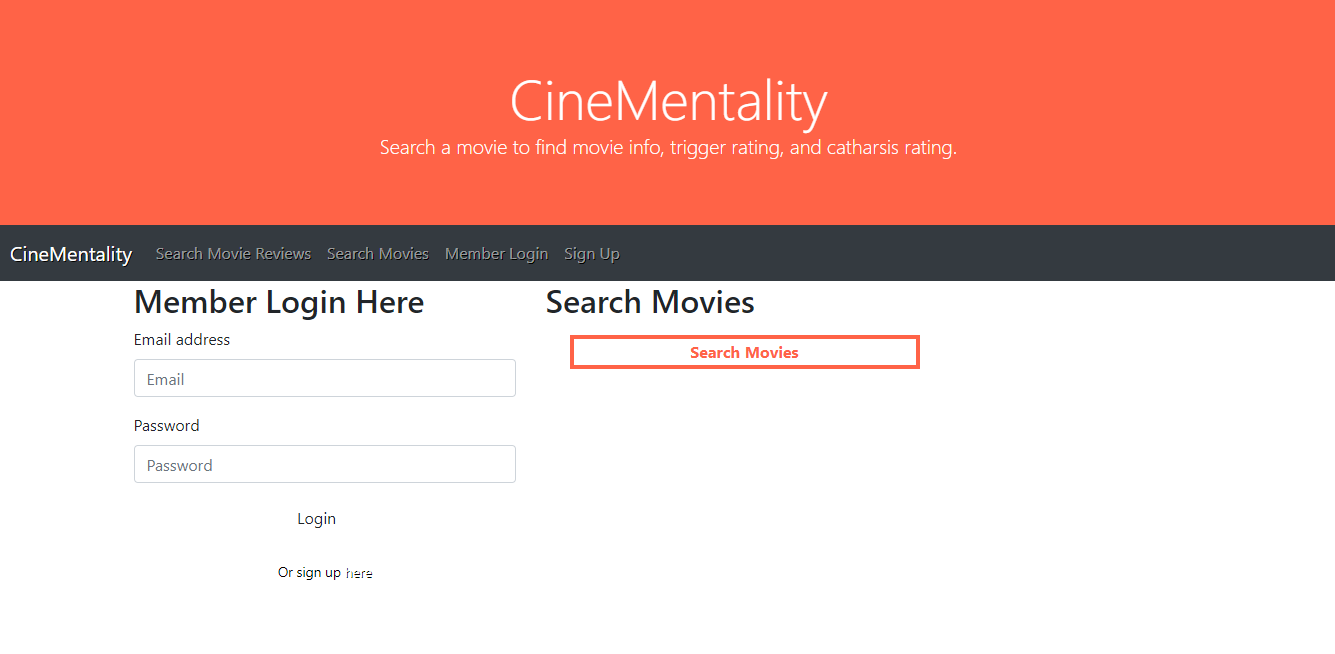 CineMentality
Search a movie to find movie info, trigger rating, and catharsis rating.
CineMentality Search Movie Reviews Search Movies Member Login Sign Up
Member Login Here
Email address
Email
Password
Password
Login
Or sign up here
Search Movies
Search Movies